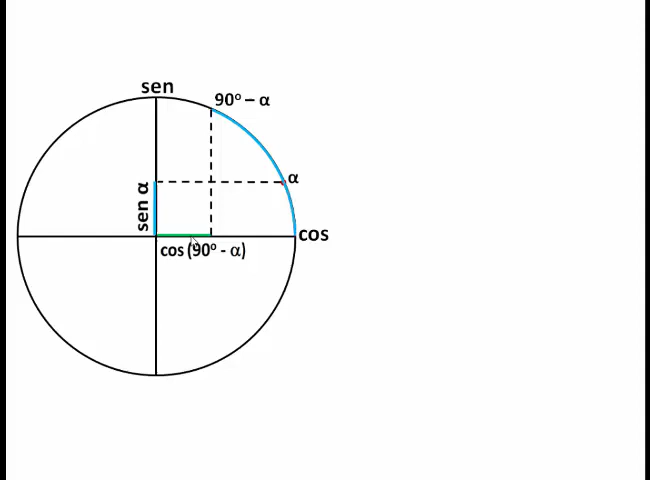 sen
90º – α
α
sen α
cos
cos (90º - α)